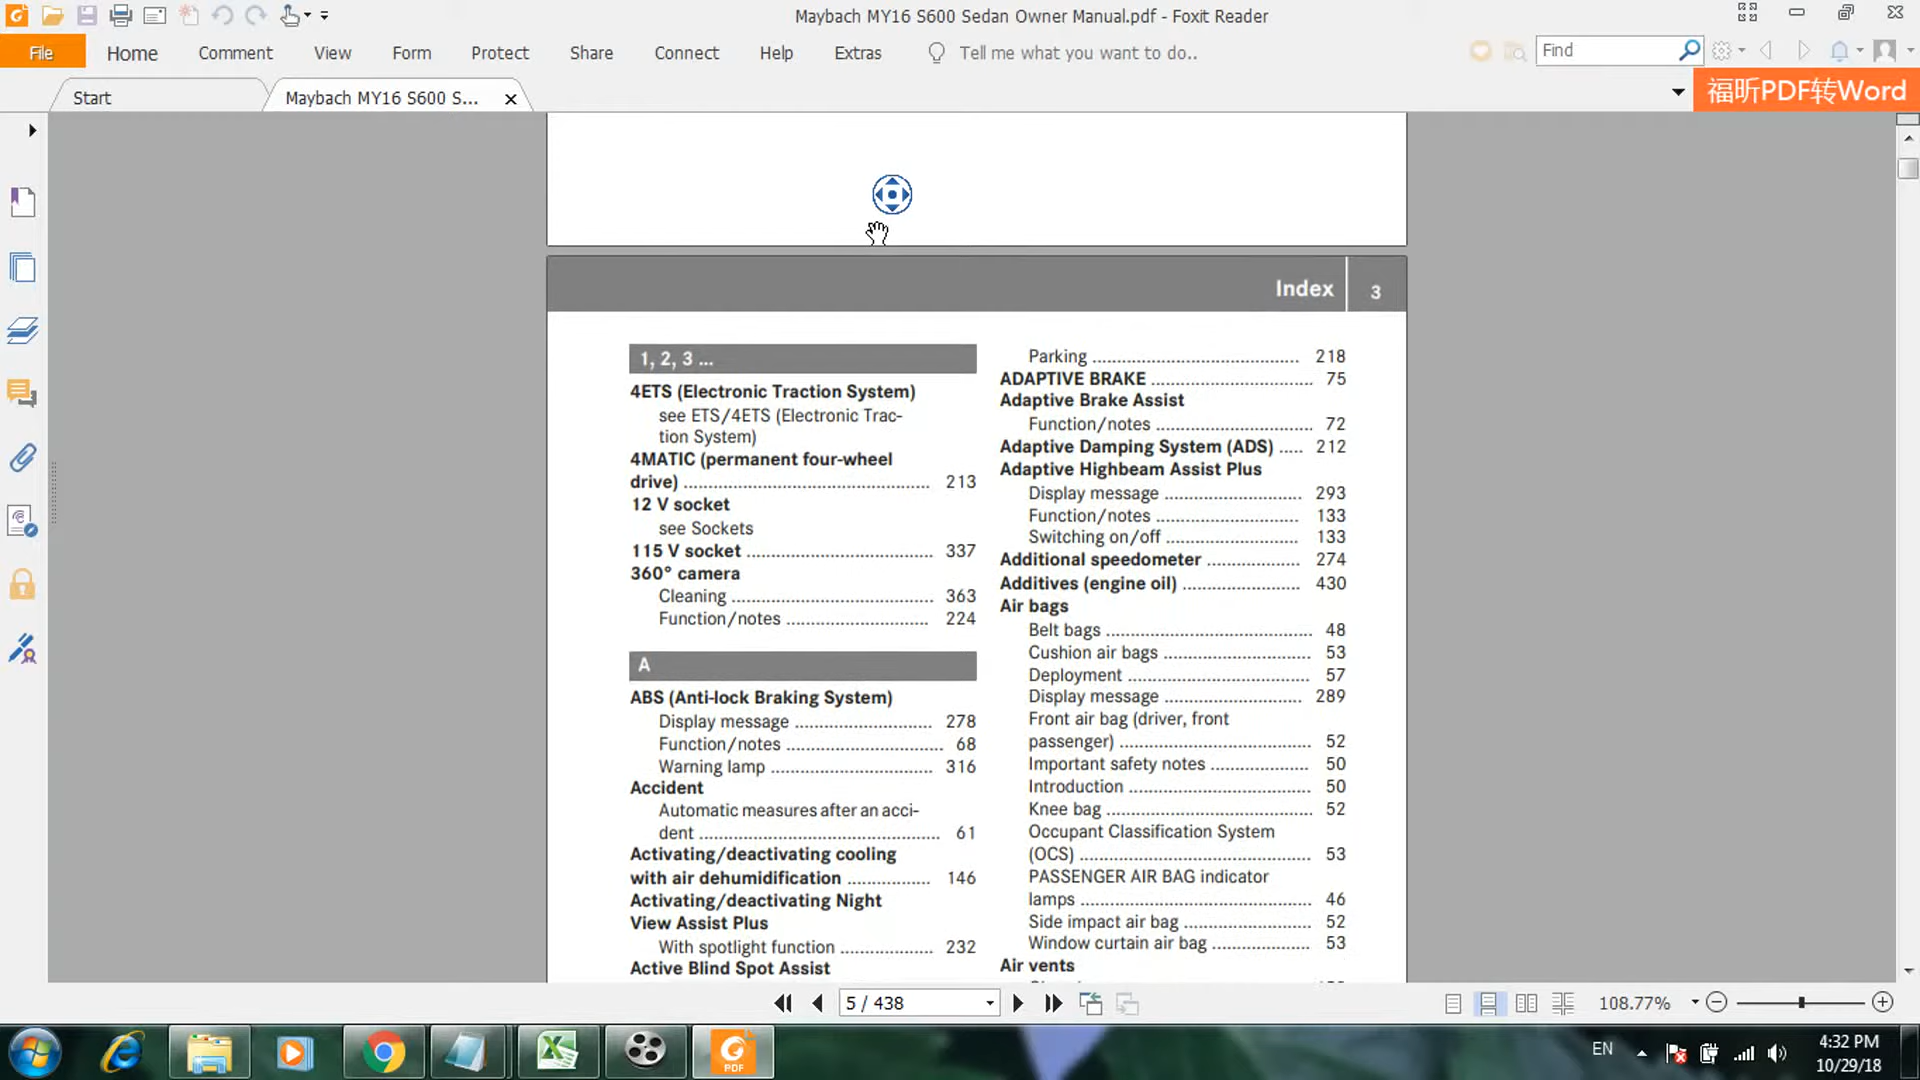 Maybach MY16 S600 Sedan Owner Manual.pdf - Foxit Reader
File Home Comment View Form Protect Share Connect Help Extras Tell me what you want to do.. Find
Start
Maybach MY16 S600 S...
福昕PDF转Word
Index 3
1, 2, 3 ...
4ETS (Electronic Traction System)
see ETS/4ETS (Electronic Trac-
tion System)
4MATIC (permanent four-wheel
drive) ........................................... 213
12 V socket
see Sockets
115 V socket ................................. 337
360° camera
Cleaning .................................... 363
Function/notes ......................... 224
A
ABS (Anti-lock Braking System)
Display message ........................ 278
Function/notes ........................... 68
Warning lamp ............................. 316
Accident
Automatic measures after an acci-
dent ........................................... 61
Activating/deactivating cooling
with air dehumidification ............... 146
Activating/deactivating Night
View Assist Plus
With spotlight function ................ 232
Active Blind Spot Assist
Parking ..................................... 218
ADAPTIVE BRAKE ............................. 75
Adaptive Brake Assist
Function/notes ............................ 72
Adaptive Damping System (ADS) ..... 212
Adaptive Highbeam Assist Plus
Display message ........................ 293
Function/notes .......................... 133
Switching on/off ........................ 133
Additional speedometer ................. 274
Additives (engine oil) ..................... 430
Air bags
Belt bags ..................................... 48
Cushion air bags ........................... 53
Deployment ................................. 57
Display message ........................ 289
Front air bag (driver, front
passenger) ................................... 52
Important safety notes .................. 50
Introduction ................................. 50
Knee bag ..................................... 52
Occupant Classification System
(OCS) .......................................... 53
PASSENGER AIR BAG indicator
lamps .......................................... 46
Side impact air bag ....................... 52
Window curtain air bag .................. 53
Air vents
5 / 438
108.77%
PDF
EN
4:32 PM
10/29/18